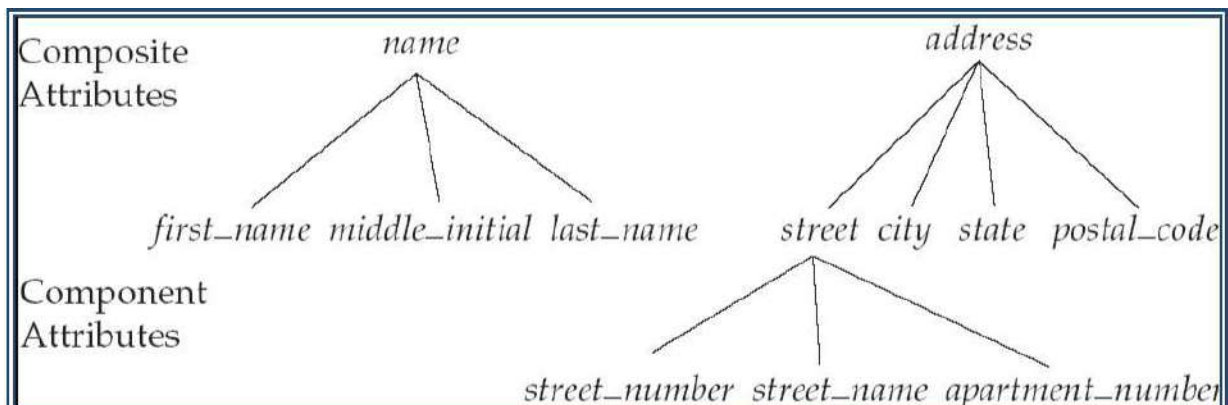 Composite
Attributes
name
address
first_name middle_initial last_name
street city state postal_code
Component
Attributes
street_number street_name apartment_number